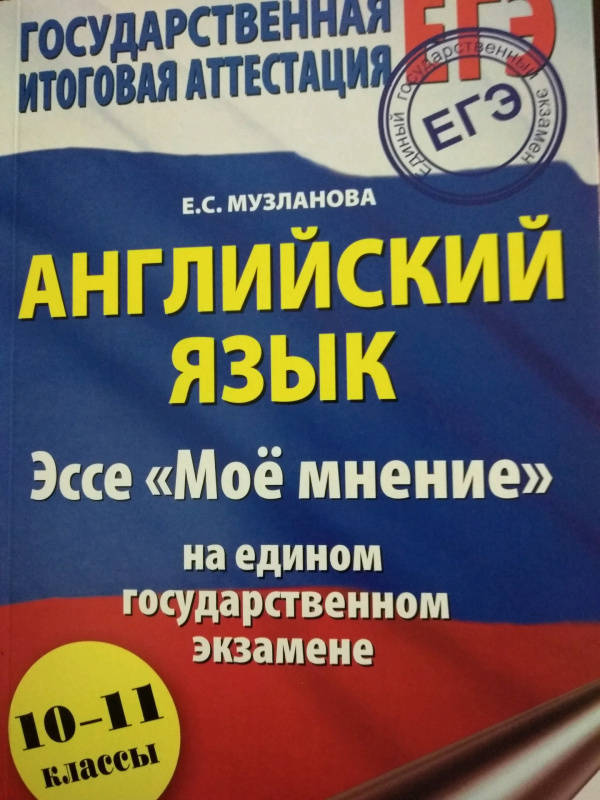 ГОСУДАРСТВЕННАЯ
ИТОГОВАЯ АТТЕСТАЦИЯ
ЕГЭ
ЕДИНЫЙ ГОСУДАРСТВЕННЫЙ ЭКЗАМЕН
ЕГЭ
Е.С. МУЗЛАНОВА
АНГЛИЙСКИЙ
ЯЗЫК
Эссе «Моё мнение»
на едином
государственном
экзамене
10–11
классы